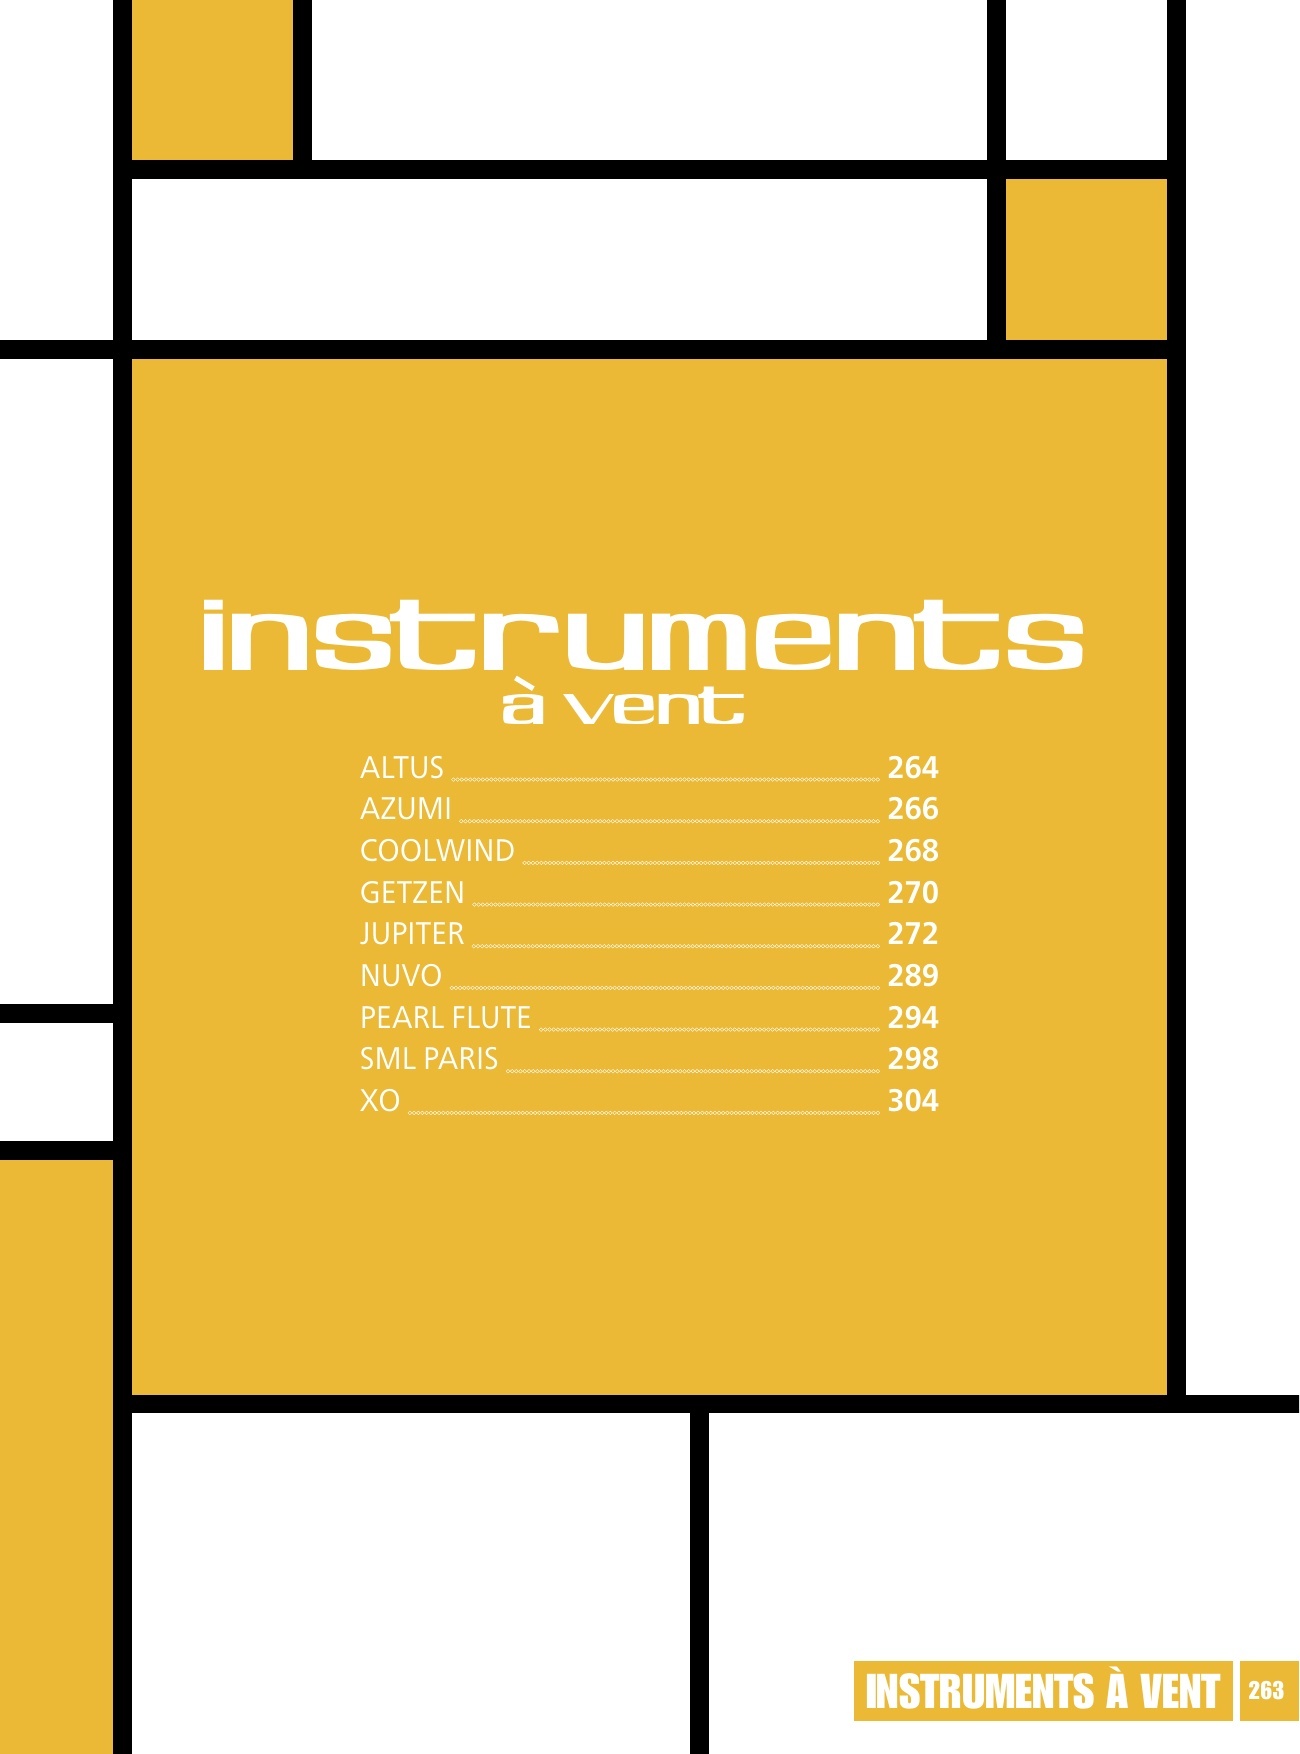 instruments
à vent
ALTUS 264
AZUMI 266
COOLWIND 268
GETZEN 270
JUPITER 272
NUVO 289
PEARL FLUTE 294
SML PARIS 298
XO 304
INSTRUMENTS À VENT 263